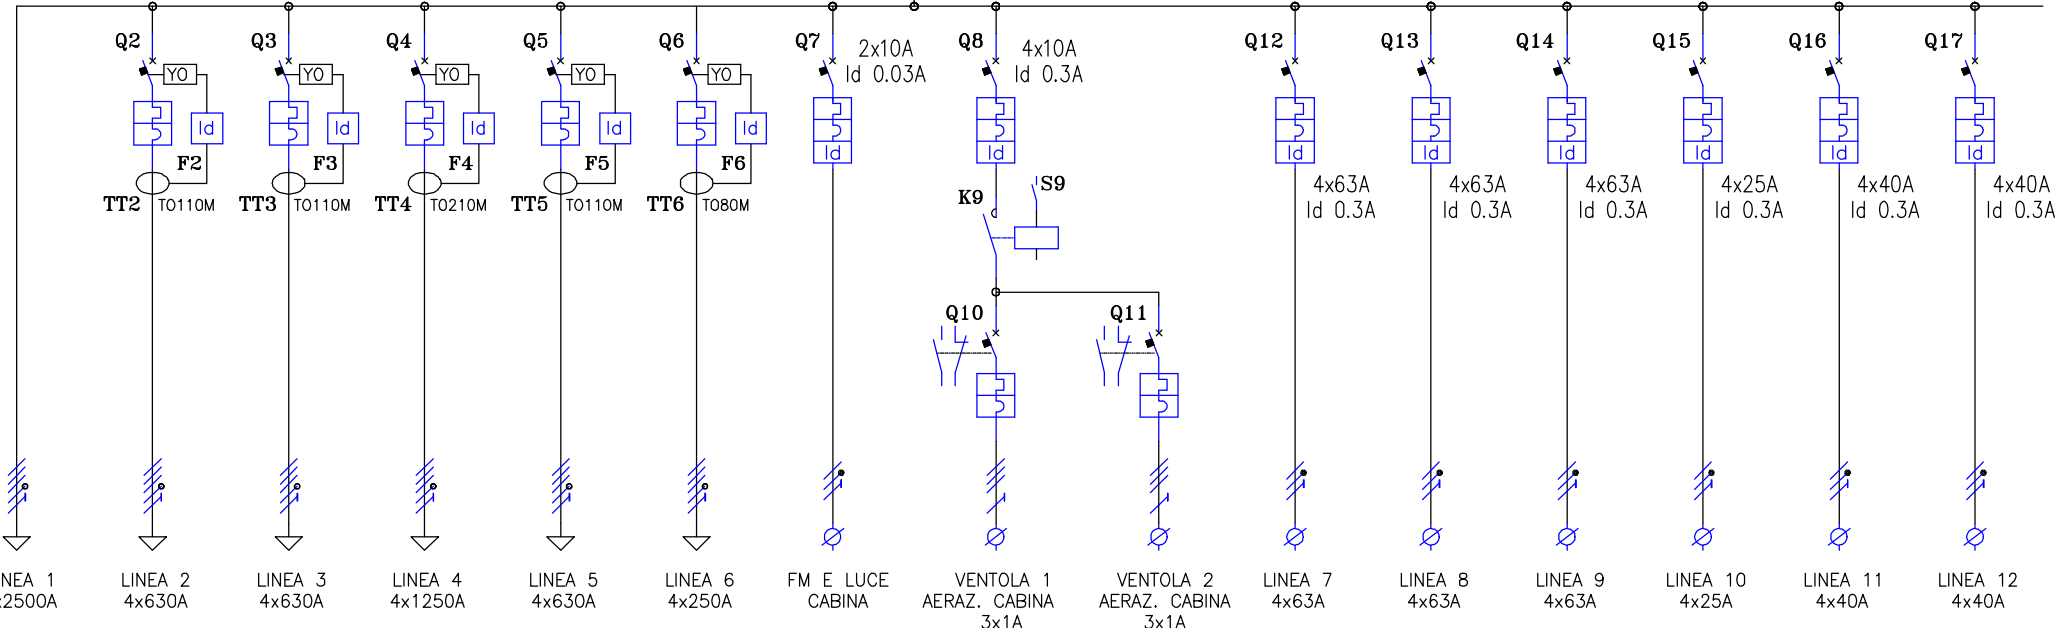 Q2 Q3 Q4 Q5 Q6 Q7 Q8 Q12 Q13 Q14 Q15 Q16 Q17
2x10A 4x10A
Id 0.03A Id 0.3A
YO YO YO YO YO
Id Id Id Id Id
Id Id Id Id Id Id Id Id
F2 F3 F4 F5 F6
4x63A 4x63A 4x63A 4x25A 4x40A 4x40A
Id 0.3A Id 0.3A Id 0.3A Id 0.3A Id 0.3A Id 0.3A
K9 S9
TT2 TO110M TT3 TO110M TT4 TO210M TT5 TO110M TT6 TO80M
Q10 Q11
NEA 1 LINEA 2 LINEA 3 LINEA 4 LINEA 5 LINEA 6 FM E LUCE VENTOLA 1 VENTOLA 2 LINEA 7 LINEA 8 LINEA 9 LINEA 10 LINEA 11 LINEA 12
x2500A 4x630A 4x630A 4x1250A 4x630A 4x250A CABINA AERAZ. CABINA AERAZ. CABINA 4x63A 4x63A 4x63A 4x25A 4x40A 4x40A
3x1A 3x1A